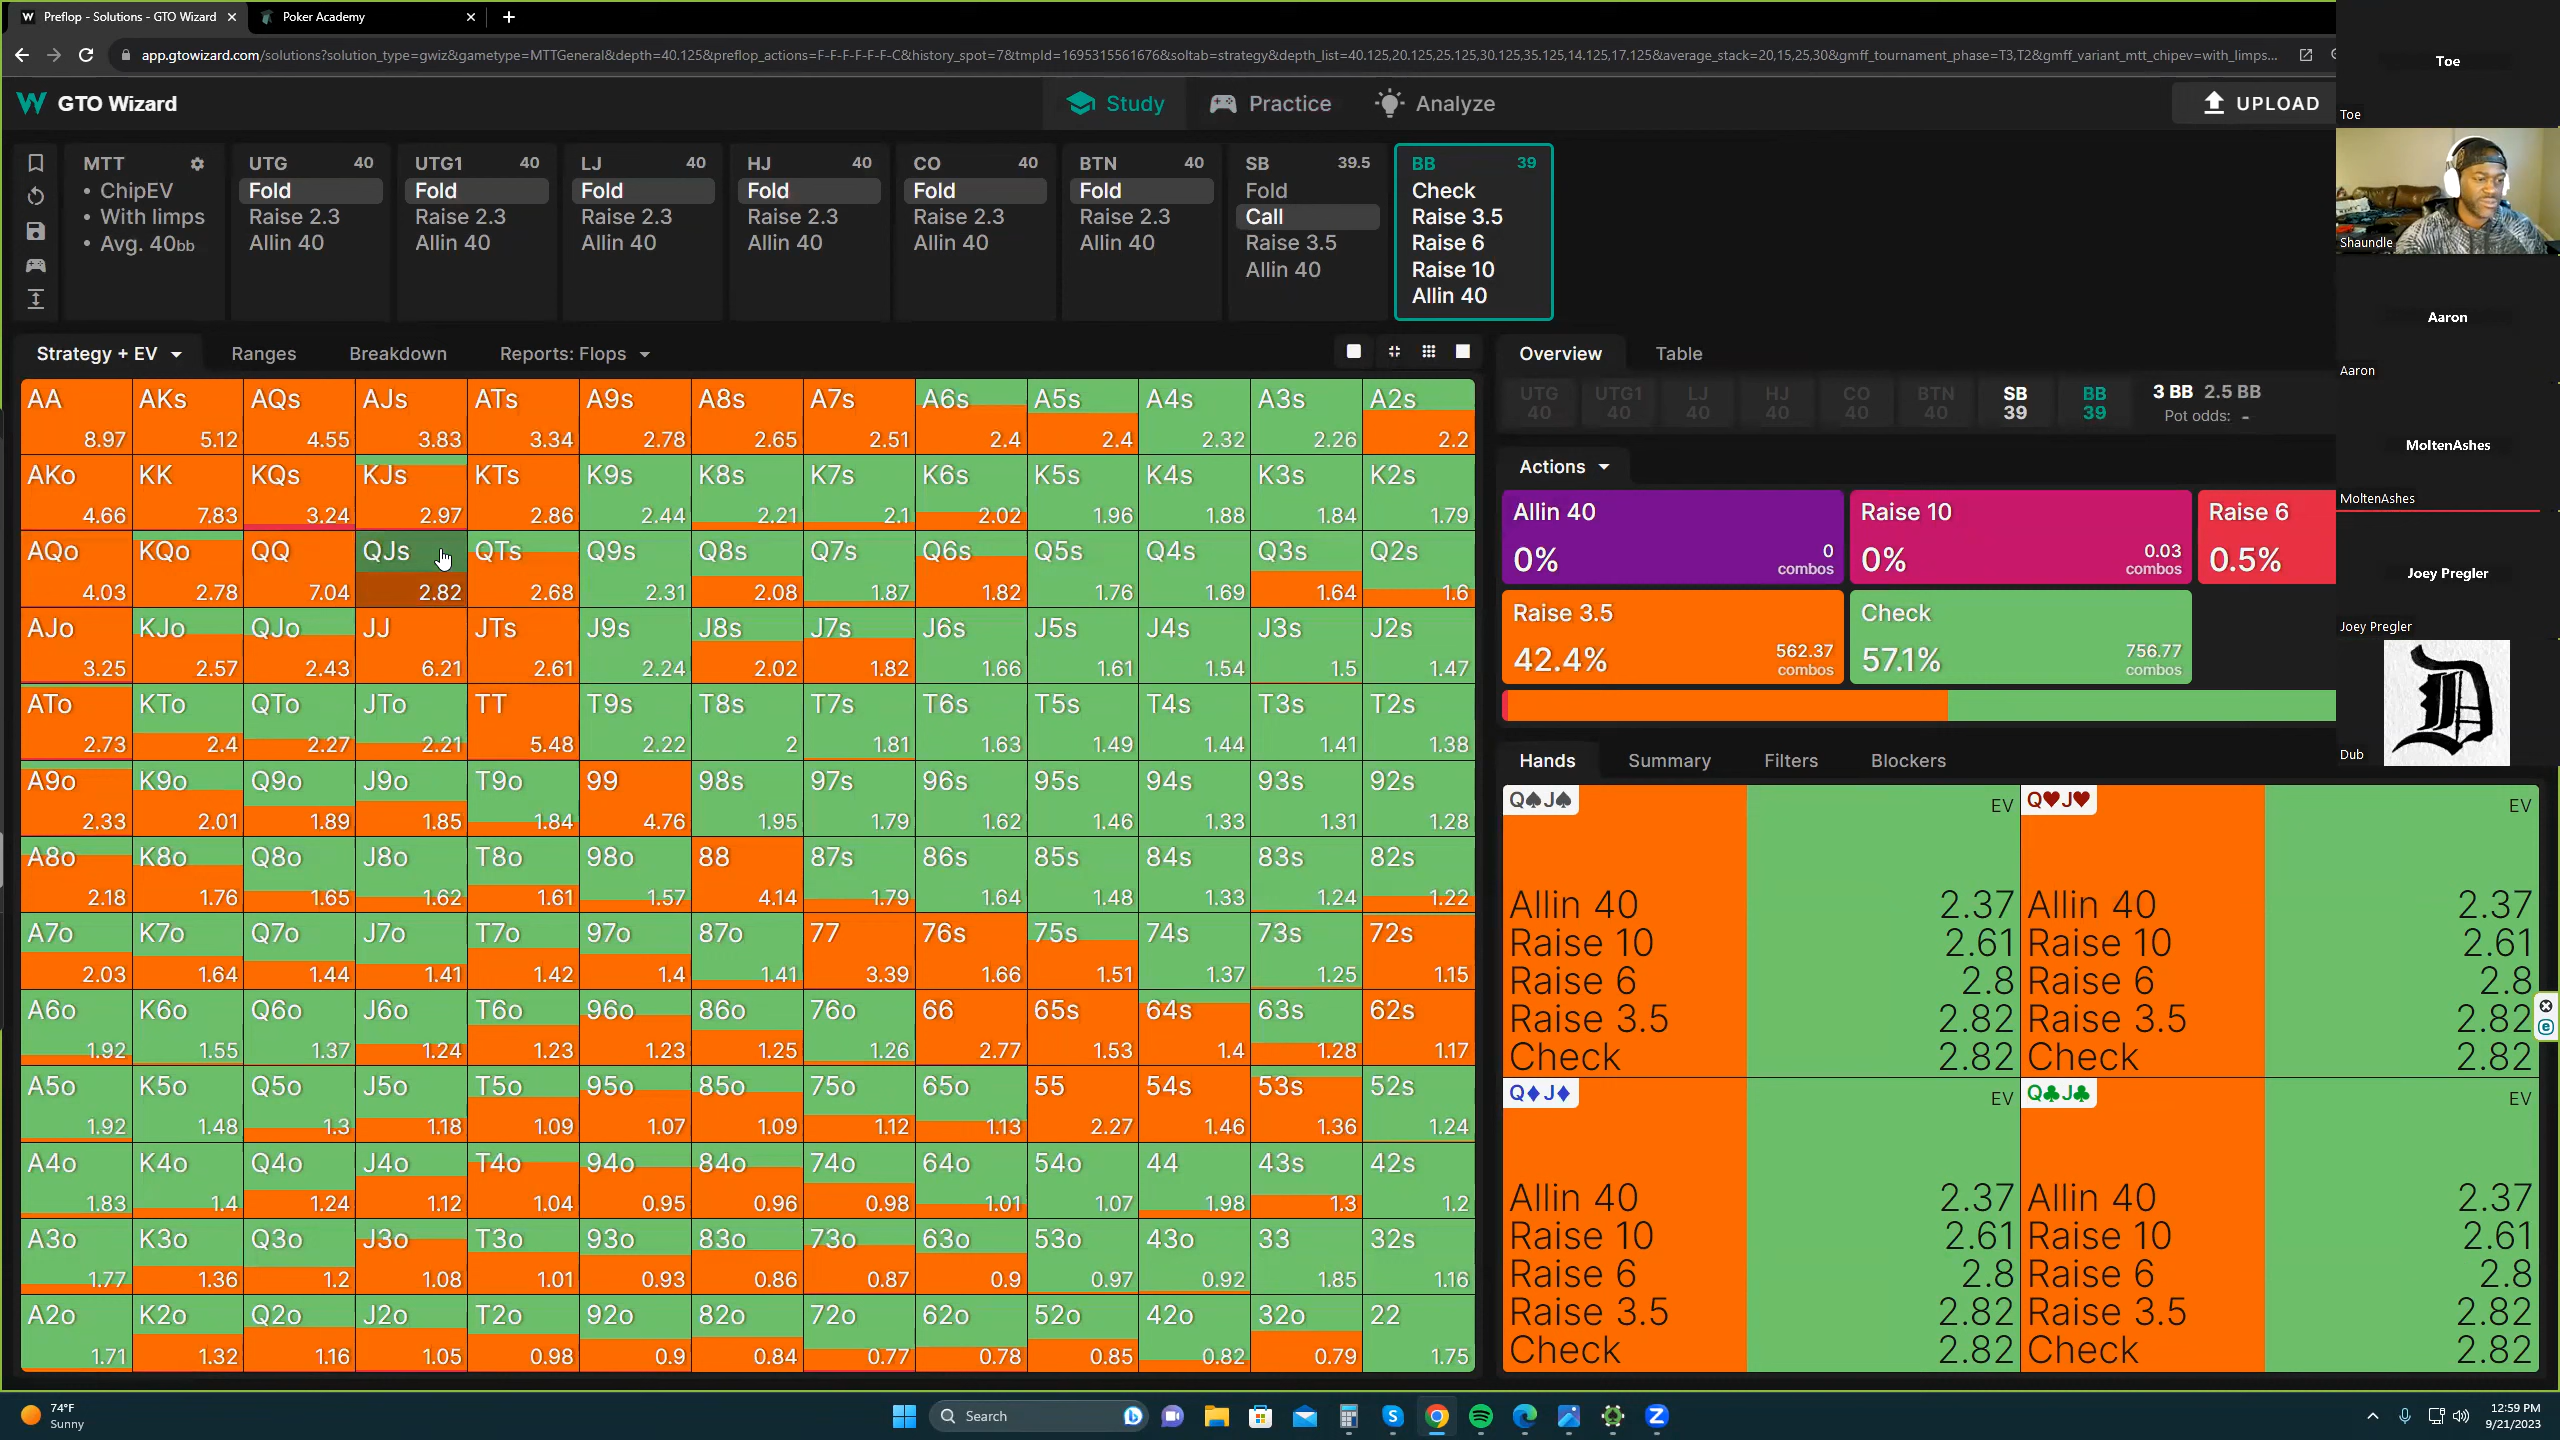 Preflop - Solutions - GTO Wizard
Poker Academy
app.gtowizard.com/solutions?solution_type=gwiz&gametype=MTTGeneral&depth=40.125&preflop_actions=F-F-F-F-F-F-C&history_spot=7&tmpId=1695315561676&soltab=strategy&depth_list=40.125,20.125,25.125,30.125,35.125,14.125,17.125&average_stack=20,15,25,30&gmff_tournament_phase=T3,T2&gmff_variant_mtt_chipev=with_limps...
GTO Wizard
Study
Practice
Analyze
UPLOAD
MTT
• ChipEV
• With limps
• Avg. 40bb
UTG 40
Fold
Raise 2.3
Allin 40
UTG1 40
Fold
Raise 2.3
Allin 40
LJ 40
Fold
Raise 2.3
Allin 40
HJ 40
Fold
Raise 2.3
Allin 40
CO 40
Fold
Raise 2.3
Allin 40
BTN 40
Fold
Raise 2.3
Allin 40
SB 39.5
Fold
Call
Raise 3.5
Allin 40
BB 39
Check
Raise 3.5
Raise 6
Raise 10
Allin 40
Strategy + EV
Ranges
Breakdown
Reports: Flops
AA AKs AQs AJs ATs A9s A8s A7s A6s A5s A4s A3s A2s
8.97 5.12 4.55 3.83 3.34 2.78 2.65 2.51 2.4 2.4 2.32 2.26 2.2
AKo KK KQs KJs KTs K9s K8s K7s K6s K5s K4s K3s K2s
4.66 7.83 3.24 2.97 2.86 2.44 2.21 2.1 2.02 1.96 1.88 1.84 1.79
AQo KQo QQ QJs QTs Q9s Q8s Q7s Q6s Q5s Q4s Q3s Q2s
4.03 2.78 7.04 2.82 2.68 2.31 2.08 1.87 1.82 1.76 1.69 1.64 1.6
AJo KJo QJo JJ JTs J9s J8s J7s J6s J5s J4s J3s J2s
3.25 2.57 2.43 6.21 2.61 2.24 2.02 1.82 1.66 1.61 1.54 1.5 1.47
ATo KTo QTo JTo TT T9s T8s T7s T6s T5s T4s T3s T2s
2.73 2.4 2.27 2.21 5.48 2.22 2 1.81 1.63 1.49 1.44 1.41 1.38
A9o K9o Q9o J9o T9o 99 98s 97s 96s 95s 94s 93s 92s
2.33 2.01 1.89 1.85 1.84 4.76 1.95 1.79 1.62 1.46 1.33 1.31 1.28
A8o K8o Q8o J8o T8o 98o 88 87s 86s 85s 84s 83s 82s
2.18 1.76 1.65 1.62 1.61 1.57 4.14 1.79 1.64 1.48 1.33 1.24 1.22
A7o K7o Q7o J7o T7o 97o 87o 77 76s 75s 74s 73s 72s
2.03 1.64 1.44 1.41 1.42 1.4 1.41 3.39 1.66 1.51 1.37 1.25 1.15
A6o K6o Q6o J6o T6o 96o 86o 76o 66 65s 64s 63s 62s
1.92 1.55 1.37 1.24 1.23 1.23 1.25 1.26 2.77 1.53 1.4 1.28 1.17
A5o K5o Q5o J5o T5o 95o 85o 75o 65o 55 54s 53s 52s
1.92 1.48 1.3 1.18 1.09 1.07 1.09 1.12 1.13 2.27 1.46 1.36 1.24
A4o K4o Q4o J4o T4o 94o 84o 74o 64o 54o 44 43s 42s
1.83 1.4 1.24 1.12 1.04 0.95 0.96 0.98 1.01 1.07 1.98 1.3 1.2
A3o K3o Q3o J3o T3o 93o 83o 73o 63o 53o 43o 33 32s
1.77 1.36 1.2 1.08 1.01 0.93 0.86 0.87 0.9 0.97 0.92 1.85 1.16
A2o K2o Q2o J2o T2o 92o 82o 72o 62o 52o 42o 32o 22
1.71 1.32 1.16 1.05 0.98 0.9 0.84 0.77 0.78 0.85 0.82 0.79 1.75
Overview
Table
UTG UTG1 LJ HJ CO BTN SB BB 3 BB 2.5 BB
40 40 40 40 40 40 39 39 Pot odds: -
Actions
Allin 40
0% 0 combos
Raise 10
0% 0.03 combos
Raise 6
0.5%
Raise 3.5
42.4% 562.37 combos
Check
57.1% 756.77 combos
Hands
Summary
Filters
Blockers
Q♠J♠ EV
Allin 40 2.37
Raise 10 2.61
Raise 6 2.8
Raise 3.5 2.82
Check 2.82
Q♥J♥ EV
Allin 40 2.37
Raise 10 2.61
Raise 6 2.8
Raise 3.5 2.82
Check 2.82
Q♦J♦ EV
Allin 40 2.37
Raise 10 2.61
Raise 6 2.8
Raise 3.5 2.82
Check 2.82
Q♣J♣ EV
Allin 40 2.37
Raise 10 2.61
Raise 6 2.8
Raise 3.5 2.82
Check 2.82
Toe
Toe
Shaundle
Aaron
Aaron
MoltenAshes
MoltenAshes
Joey Pregler
Joey Pregler
D
Dub
74°F
Sunny
Search
12:59 PM
9/21/2023